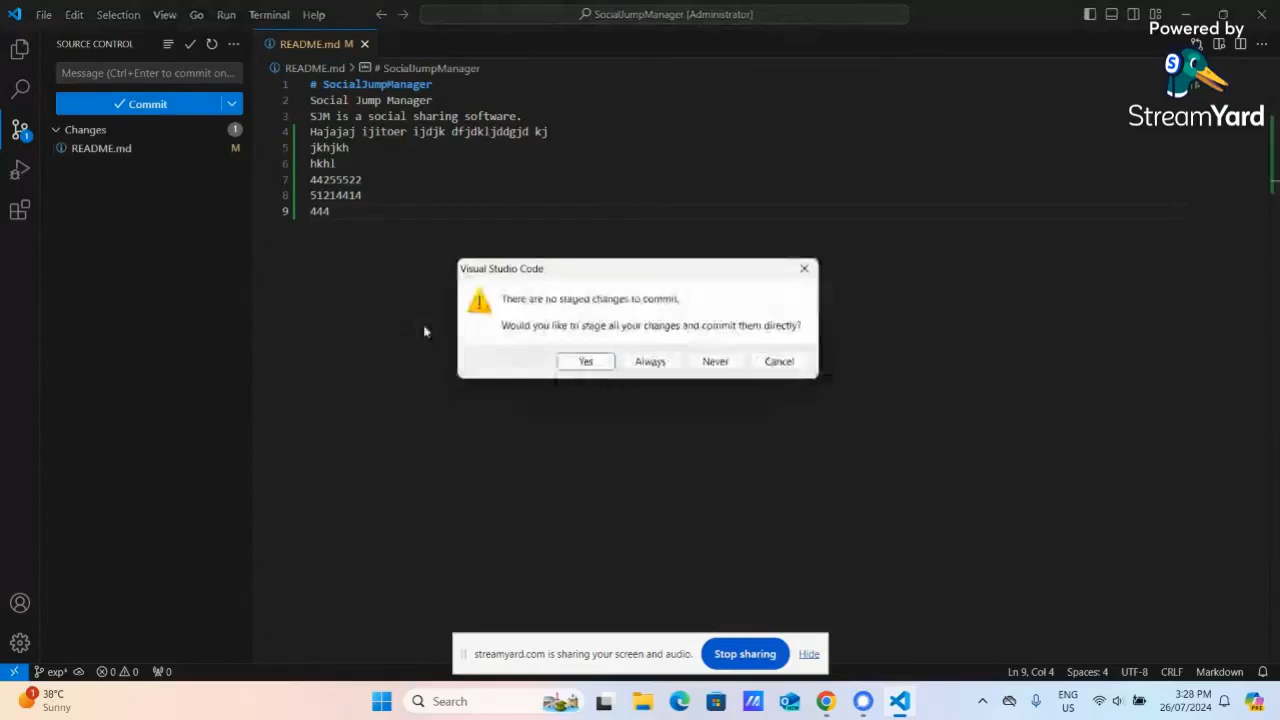 File Edit Selection View Go Run Terminal Help
SocialJumpManager [Administrator]
Powered by
S
StreamYard
SOURCE CONTROL
README.md M
Message (Ctrl+Enter to commit on...
README.md > # SocialJumpManager
Commit
Changes 1
README.md M
1
1 # SocialJumpManager
2 Social Jump Manager
3 SJM is a social sharing software.
4 Hajajaj ijitoer ijdjk dfjdkljddgjd kj
5 jkhjkh
6 hkhl
7 44255522
8 51214414
9 444
Visual Studio Code
There are no staged changes to commit.
Would you like to stage all your changes and commit them directly?
Yes Always Never Cancel
streamyard.com is sharing your screen and audio. Stop sharing Hide
exp* 0 0 0 Ln 9, Col 4 Spaces: 4 UTF-8 CRLF Markdown
1
38°C
Sunny
Search
ENG
US
3:28 PM
26/07/2024